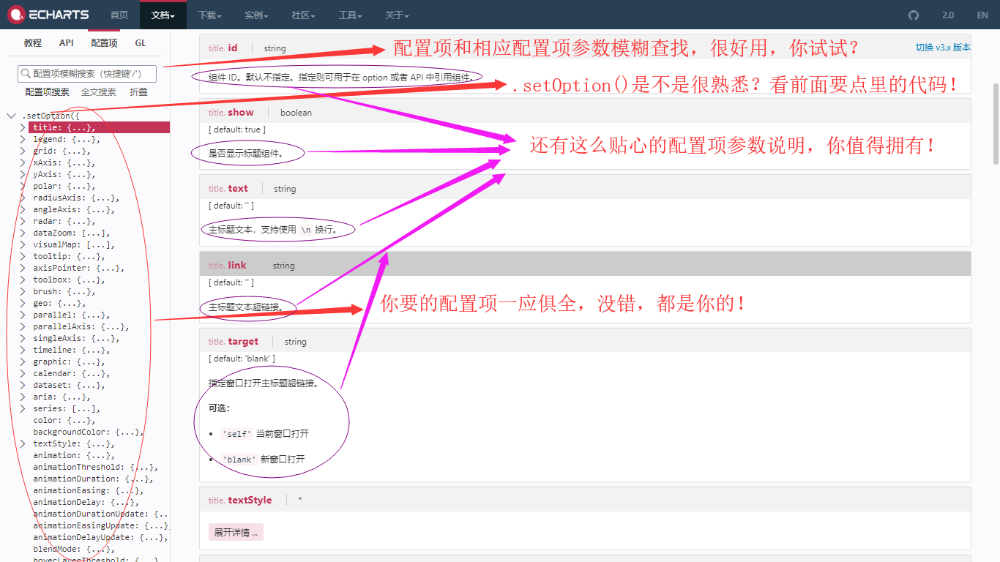 ECHARTS 首页 文档 下载 实例 社区 工具 关于 2.0 EN
教程 API 配置项 GL
配置项模糊搜索（快捷键'/'）
配置项搜索 全文搜索 折叠
.setOption({
title: {...},
legend: {...},
grid: {...},
xAxis: {...},
yAxis: {...},
polar: {...},
radiusAxis: {...},
angleAxis: {...},
radar: {...},
dataZoom: [...],
visualMap: [...],
tooltip: {...},
axisPointer: {...},
toolbox: {...},
brush: {...},
geo: {...},
parallel: {...},
parallelAxis: {...},
singleAxis: {...},
timeline: {...},
graphic: {...},
calendar: {...},
dataset: {...},
aria: {...},
series: [...],
color: {...},
backgroundColor: {...},
textStyle: {...},
animation: {...},
animationThreshold: {...},
animationDuration: {...},
animationEasing: {...},
animationDelay: {...},
animationDurationUpdate: {..
animationEasingUpdate: {...},
animationDelayUpdate: {...},
blendMode: {...},
hoverLayerThreshold: {...},
title. id string
配置项和相应配置项参数模糊查找，很好用，你试试？
切换 v3.x 版本
组件 ID。默认不指定。指定则可用于在 option 或者 API 中引用组件。
.setOption()是不是很熟悉？看前面要点里的代码！
title. show boolean
[ default: true ]
是否显示标题组件。
还有这么贴心的配置项参数说明，你值得拥有！
title. text string
[ default: '' ]
主标题文本，支持使用 \n 换行。
title. link string
[ default: '' ]
主标题文本超链接。
你要的配置项一应俱全，没错，都是你的！
title. target string
[ default: 'blank' ]
指定窗口打开主标题超链接。
可选：
'self' 当前窗口打开
'blank' 新窗口打开
title. textStyle *
展开详情 ...